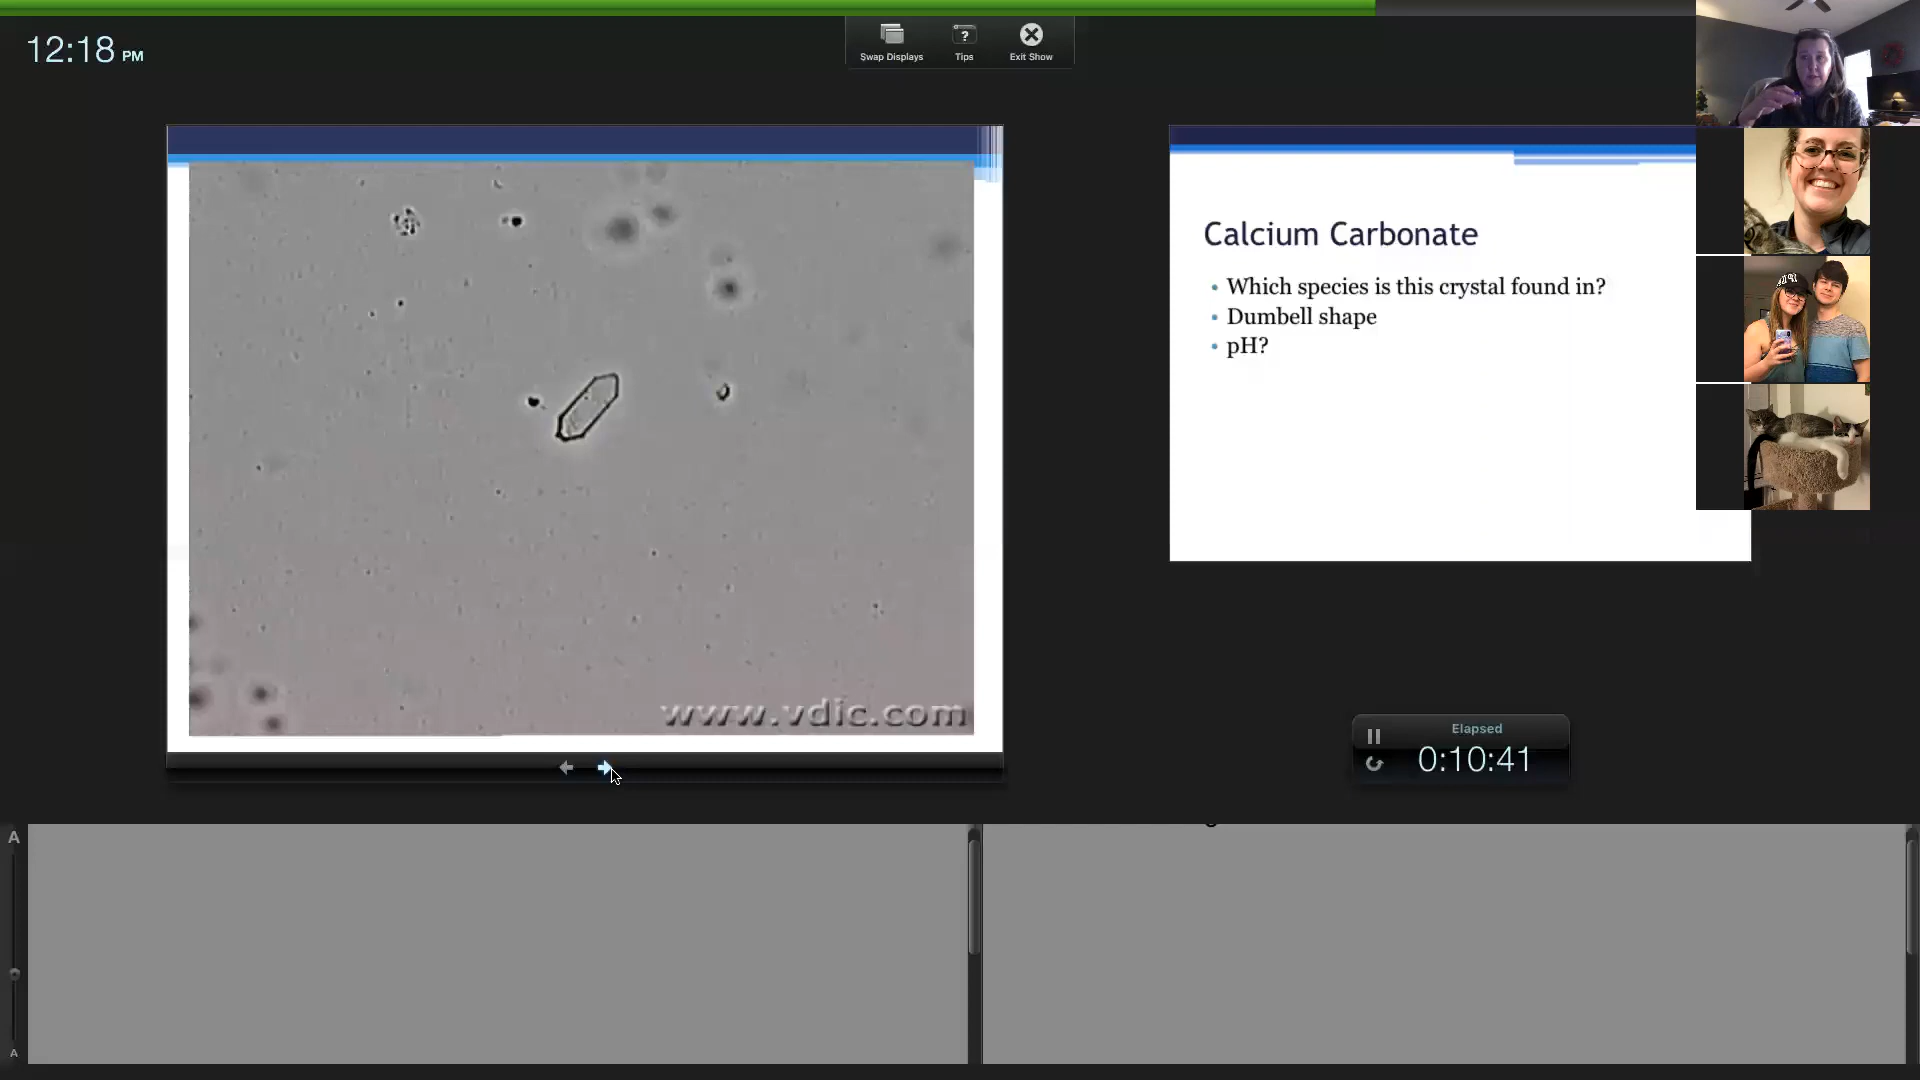 12:18 PM
Swap Displays
Tips
Exit Show
www.vdic.com
Calcium Carbonate
• Which species is this crystal found in?
• Dumbell shape
• pH?
Elapsed
0:10:41
A
A